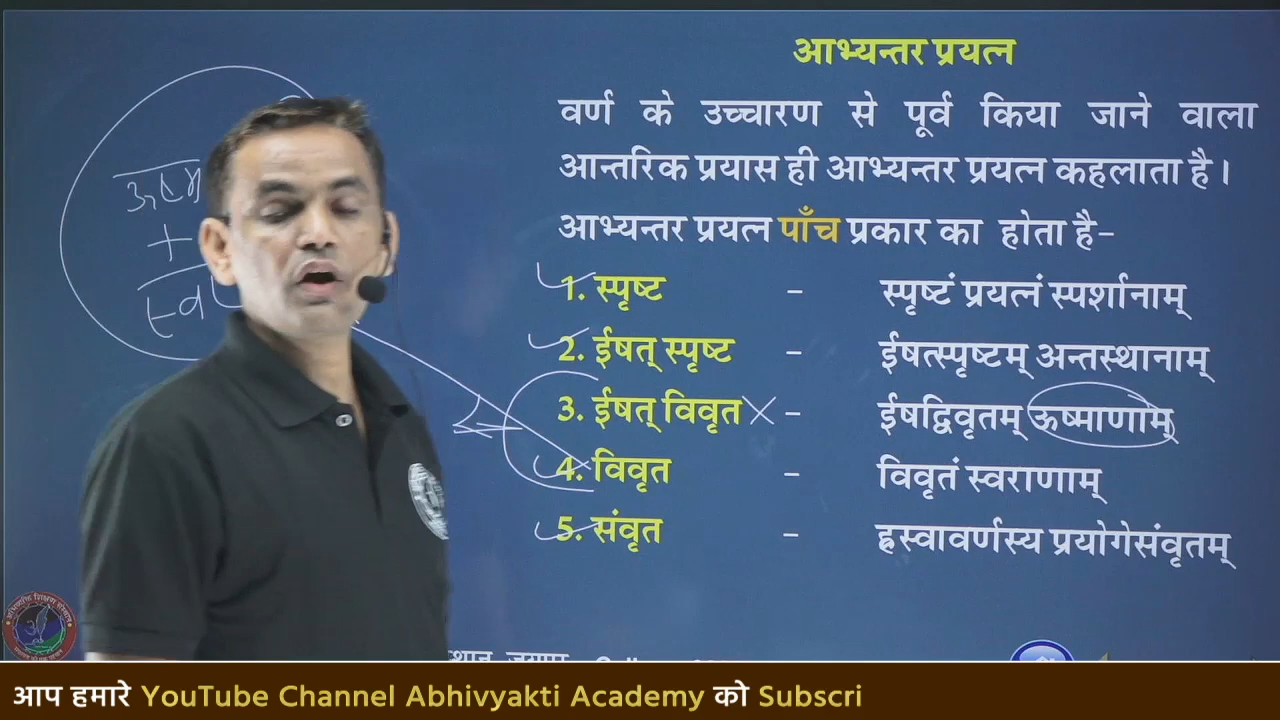 आभ्यन्तर प्रयत्न
वर्ण के उच्चारण से पूर्व किया जाने वाला
आन्तरिक प्रयास ही आभ्यन्तर प्रयत्न कहलाता है।
आभ्यन्तर प्रयत्न पाँच प्रकार का होता है-
1. स्पृष्ट - स्पृष्टं प्रयत्नं स्पर्शानाम्
2. ईषत् स्पृष्ट - ईषत्स्पृष्टम् अन्तस्थानाम्
3. ईषत् विवृत - ईषद्विवृतम् ऊष्माणाम्
4. विवृत - विवृतं स्वराणाम्
5. संवृत - ह्रस्वावर्णस्य प्रयोगेसंवृतम्
+
आप हमारे YouTube Channel Abhivyakti Academy को Subscri